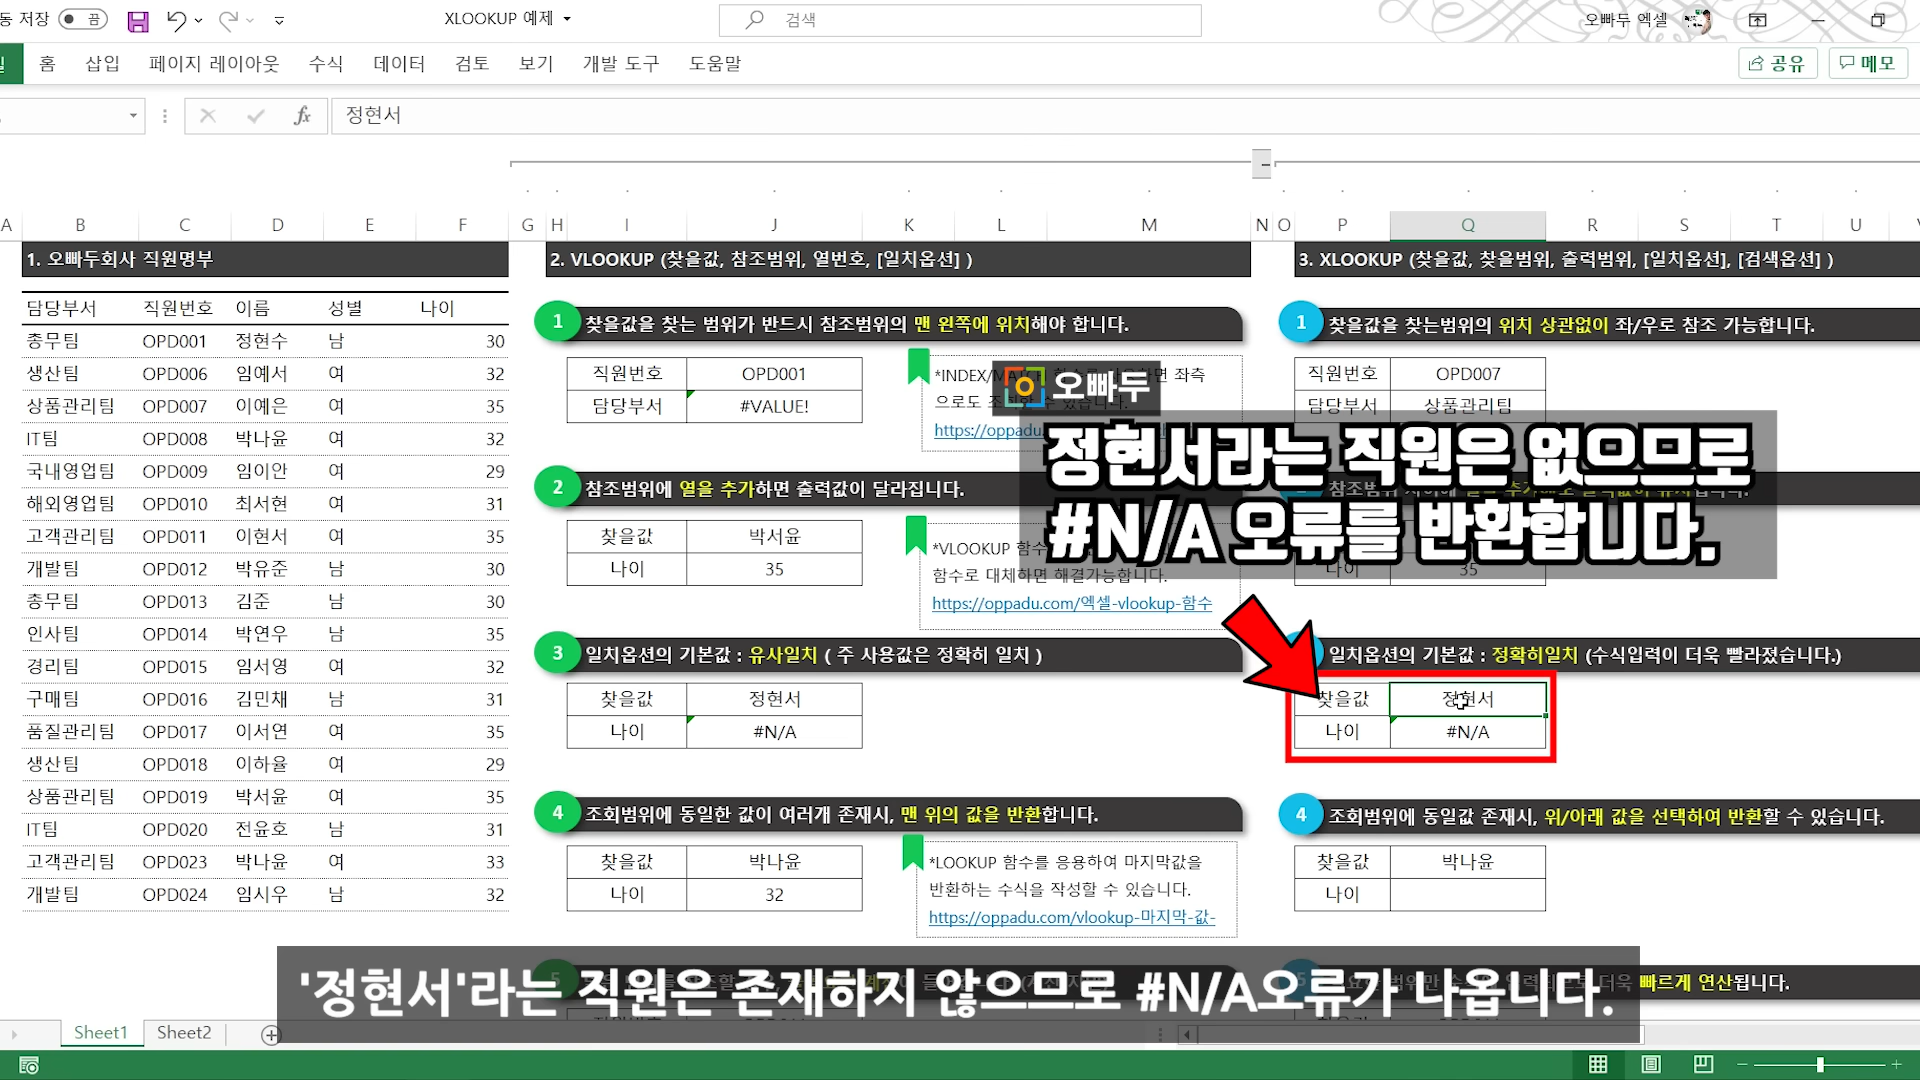 동 저장 끔
XLOOKUP 예제
검색
오빠두 엑셀
홈 삽입 페이지 레이아웃 수식 데이터 검토 보기 개발 도구 도움말
공유 메모
fx 정현서
A B C D E F G H I J K L M N O P Q R S T U
1. 오빠두회사 직원명부
담당부서 직원번호 이름 성별 나이
총무팀 OPD001 정현수 남 30
생산팀 OPD006 임예서 여 32
상품관리팀 OPD007 이예은 여 35
IT팀 OPD008 박나윤 여 32
국내영업팀 OPD009 임이안 여 29
해외영업팀 OPD010 최서현 여 31
고객관리팀 OPD011 이현서 여 35
개발팀 OPD012 박유준 남 30
총무팀 OPD013 김준 남 30
인사팀 OPD014 박연우 남 35
경리팀 OPD015 임서영 여 32
구매팀 OPD016 김민채 남 31
품질관리팀 OPD017 이서연 여 35
생산팀 OPD018 이하율 여 29
상품관리팀 OPD019 박서윤 여 35
IT팀 OPD020 전윤호 남 31
고객관리팀 OPD023 박나윤 여 33
개발팀 OPD024 임시우 남 32
2. VLOOKUP (찾을값, 참조범위, 열번호, [일치옵션] )
1 찾을값을 찾는 범위가 반드시 참조범위의 맨 왼쪽에 위치해야 합니다.
직원번호 OPD001
담당부서 #VALUE!
*INDEX/MATCH
으로도
https://oppadu.
2 참조범위에 열을 추가하면 출력값이 달라집니다.
찾을값 박서윤
나이 35
*VLOOKUP 함수
함수로 대체하면 해결가능합니다.
https://oppadu.com/엑셀-vlookup-함수
3 일치옵션의 기본값 : 유사일치 ( 주 사용값은 정확히 일치 )
찾을값 정현서
나이 #N/A
4 조회범위에 동일한 값이 여러개 존재시, 맨 위의 값을 반환합니다.
찾을값 박나윤
나이 32
*LOOKUP 함수를 응용하여 마지막값을
반환하는 수식을 작성할 수 있습니다.
https://oppadu.com/vlookup-마지막-값-
3. XLOOKUP (찾을값, 찾을범위, 출력범위, [일치옵션], [검색옵션] )
1 찾을값을 찾는범위의 위치 상관없이 좌/우로 참조 가능합니다.
직원번호 OPD007
담당부서 상품관리팀
오빠두
정현서라는 직원은 없으므로
#N/A 오류를 반환합니다.
나이 35
일치옵션의 기본값 : 정확히일치 (수식입력이 더욱 빨라졌습니다.)
찾을값 정현서
나이 #N/A
4 조회범위에 동일값 존재시, 위/아래 값을 선택하여 반환할 수 있습니다.
찾을값 박나윤
나이
빠르게 연산됩니다.
'정현서'라는 직원은 존재하지 않으므로 #N/A오류가 나옵니다.
Sheet1 Sheet2